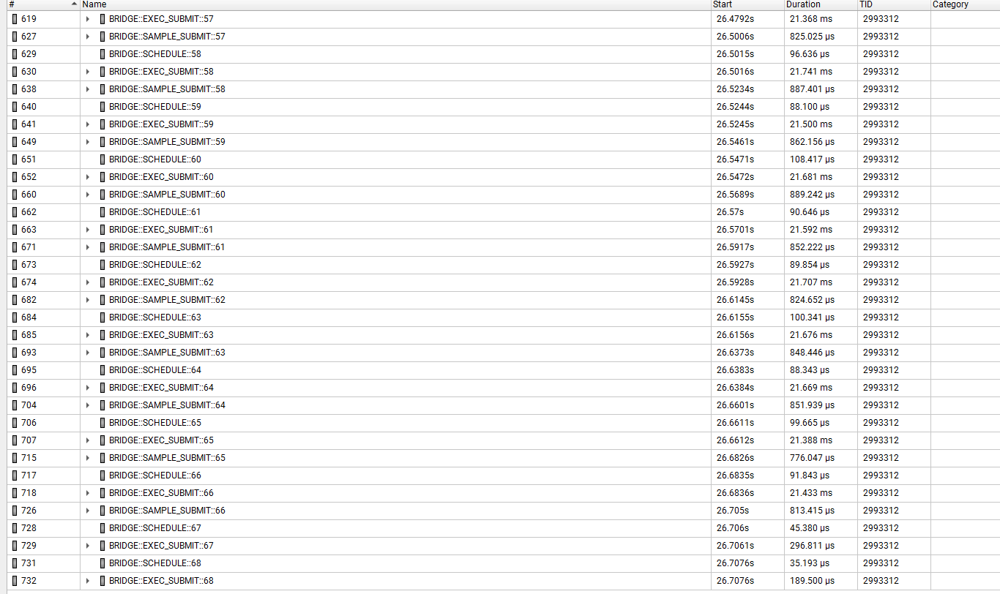 # Name Start Duration TID Category
619 BRIDGE::EXEC_SUBMIT::57 26.4792s 21.368 ms 2993312
627 BRIDGE::SAMPLE_SUBMIT::57 26.5006s 825.025 μs 2993312
629 BRIDGE::SCHEDULE::58 26.5015s 96.636 μs 2993312
630 BRIDGE::EXEC_SUBMIT::58 26.5016s 21.741 ms 2993312
638 BRIDGE::SAMPLE_SUBMIT::58 26.5234s 887.401 μs 2993312
640 BRIDGE::SCHEDULE::59 26.5244s 88.100 μs 2993312
641 BRIDGE::EXEC_SUBMIT::59 26.5245s 21.500 ms 2993312
649 BRIDGE::SAMPLE_SUBMIT::59 26.5461s 862.156 μs 2993312
651 BRIDGE::SCHEDULE::60 26.5471s 108.417 μs 2993312
652 BRIDGE::EXEC_SUBMIT::60 26.5472s 21.681 ms 2993312
660 BRIDGE::SAMPLE_SUBMIT::60 26.5689s 889.242 μs 2993312
662 BRIDGE::SCHEDULE::61 26.57s 90.646 μs 2993312
663 BRIDGE::EXEC_SUBMIT::61 26.5701s 21.592 ms 2993312
671 BRIDGE::SAMPLE_SUBMIT::61 26.5917s 852.222 μs 2993312
673 BRIDGE::SCHEDULE::62 26.5927s 89.854 μs 2993312
674 BRIDGE::EXEC_SUBMIT::62 26.5928s 21.707 ms 2993312
682 BRIDGE::SAMPLE_SUBMIT::62 26.6145s 824.652 μs 2993312
684 BRIDGE::SCHEDULE::63 26.6155s 100.341 μs 2993312
685 BRIDGE::EXEC_SUBMIT::63 26.6156s 21.676 ms 2993312
693 BRIDGE::SAMPLE_SUBMIT::63 26.6373s 848.446 μs 2993312
695 BRIDGE::SCHEDULE::64 26.6383s 88.343 μs 2993312
696 BRIDGE::EXEC_SUBMIT::64 26.6384s 21.669 ms 2993312
704 BRIDGE::SAMPLE_SUBMIT::64 26.6601s 851.939 μs 2993312
706 BRIDGE::SCHEDULE::65 26.6611s 99.665 μs 2993312
707 BRIDGE::EXEC_SUBMIT::65 26.6612s 21.388 ms 2993312
715 BRIDGE::SAMPLE_SUBMIT::65 26.6826s 776.047 μs 2993312
717 BRIDGE::SCHEDULE::66 26.6835s 91.843 μs 2993312
718 BRIDGE::EXEC_SUBMIT::66 26.6836s 21.433 ms 2993312
726 BRIDGE::SAMPLE_SUBMIT::66 26.705s 813.415 μs 2993312
728 BRIDGE::SCHEDULE::67 26.706s 45.380 μs 2993312
729 BRIDGE::EXEC_SUBMIT::67 26.7061s 296.811 μs 2993312
731 BRIDGE::SCHEDULE::68 26.7076s 35.193 μs 2993312
732 BRIDGE::EXEC_SUBMIT::68 26.7076s 189.500 μs 2993312